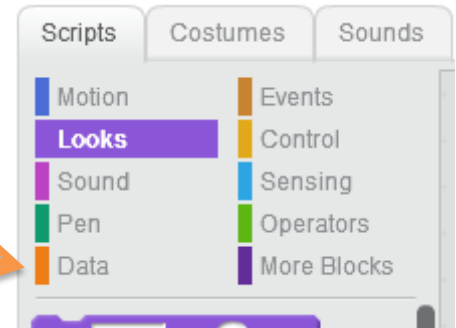 Scripts Costumes Sounds
Motion Events
Looks Control
Sound Sensing
Pen Operators
Data More Blocks